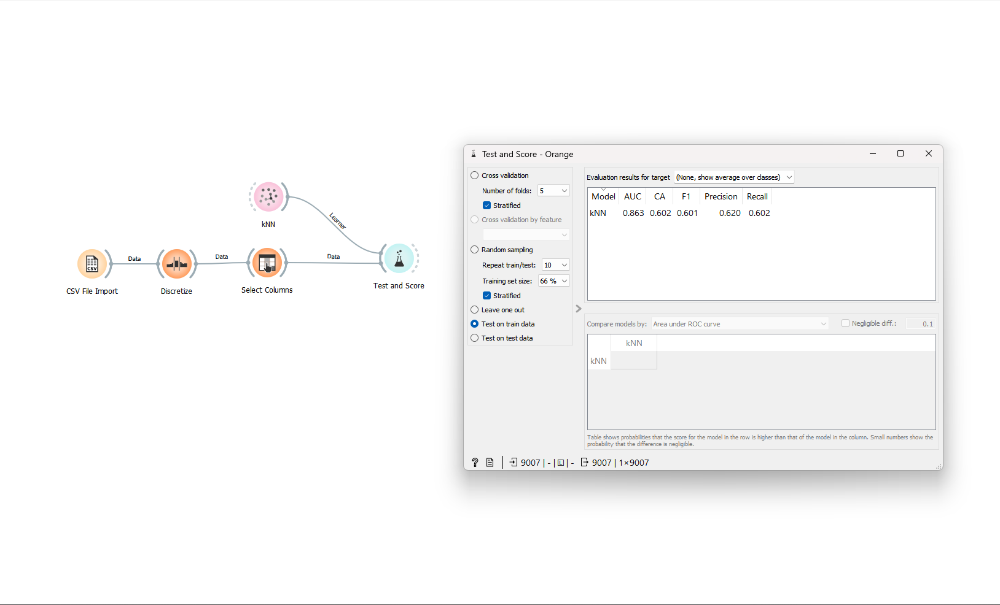 kNN
Learner
CSV File Import
Data
Discretize
Data
Select Columns
Data
Test and Score
CSV
Test and Score - Orange
Cross validation
Number of folds: 5
Stratified
Cross validation by feature
Random sampling
Repeat train/test: 10
Training set size: 66 %
Stratified
Leave one out
Test on train data
Test on test data
Evaluation results for target (None, show average over classes)
Model AUC CA F1 Precision Recall
kNN 0.863 0.602 0.601 0.620 0.602
Compare models by: Area under ROC curve Negligible diff.: 0.1
kNN
kNN
Table shows probabilities that the score for the model in the row is higher than that of the model in the column. Small numbers show the
probability that the difference is negligible.
? 9007 | - | L | - 9007 | 1×9007